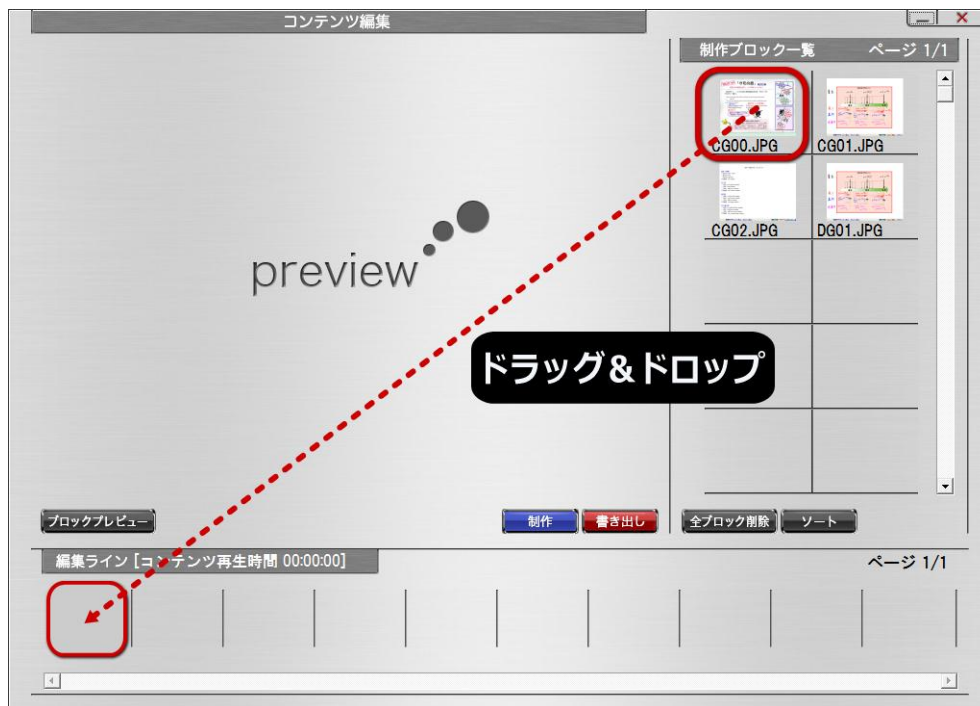 コンテンツ編集
制作ブロック一覧 ページ 1/1
CG00.JPG
CG01.JPG
CG02.JPG
DG01.JPG
preview
ドラッグ&ドロップ
ブロックプレビュー
制作
書き出し
全ブロック削除
ソート
編集ライン [コンテンツ再生時間 00:00:00]
ページ 1/1